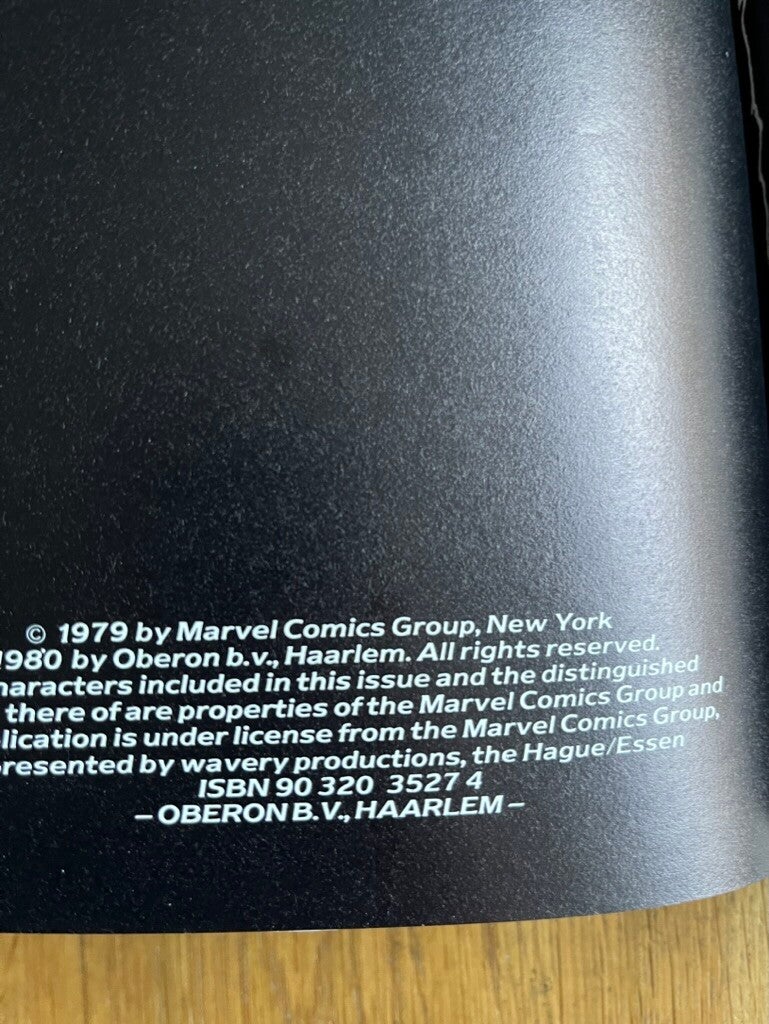 © 1979 by Marvel Comics Group, New York
1980 by Oberon b.v., Haarlem. All rights reserved.
haracters included in this issue and the distinguished
there of are properties of the Marvel Comics Group and
lication is under license from the Marvel Comics Group,
resented by wavery productions, the Hague/Essen
ISBN 90 320 3527 4
– OBERON B.V., HAARLEM –